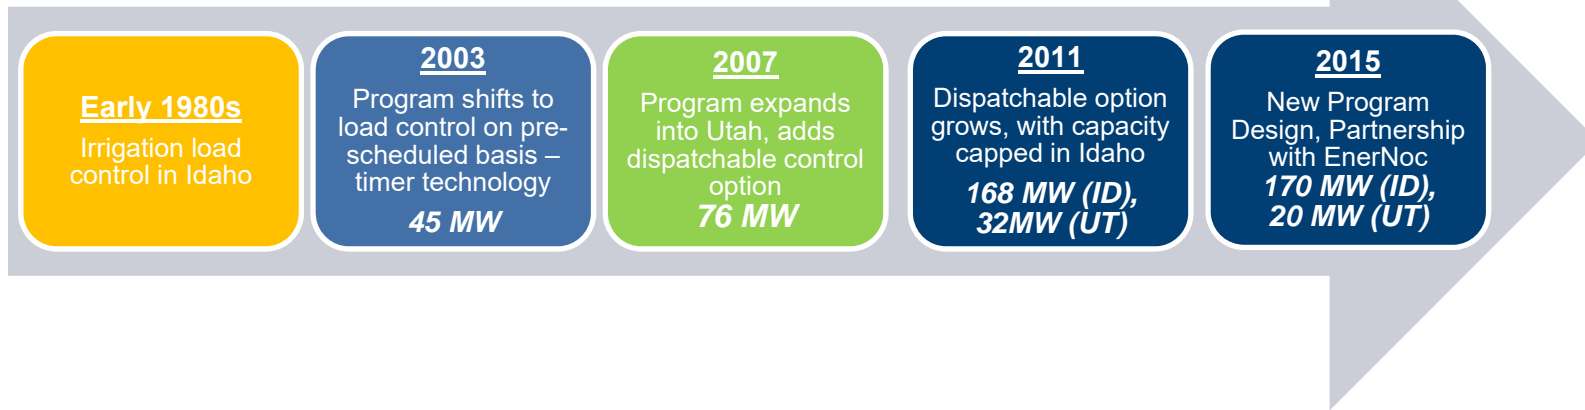 Early 1980s
Irrigation load
control in Idaho
2003
Program shifts to
load control on pre-
scheduled basis –
timer technology
45 MW
2007
Program expands
into Utah, adds
dispatchable control
option
76 MW
2011
Dispatchable option
grows, with capacity
capped in Idaho
168 MW (ID),
32MW (UT)
2015
New Program
Design, Partnership
with EnerNoc
170 MW (ID),
20 MW (UT)